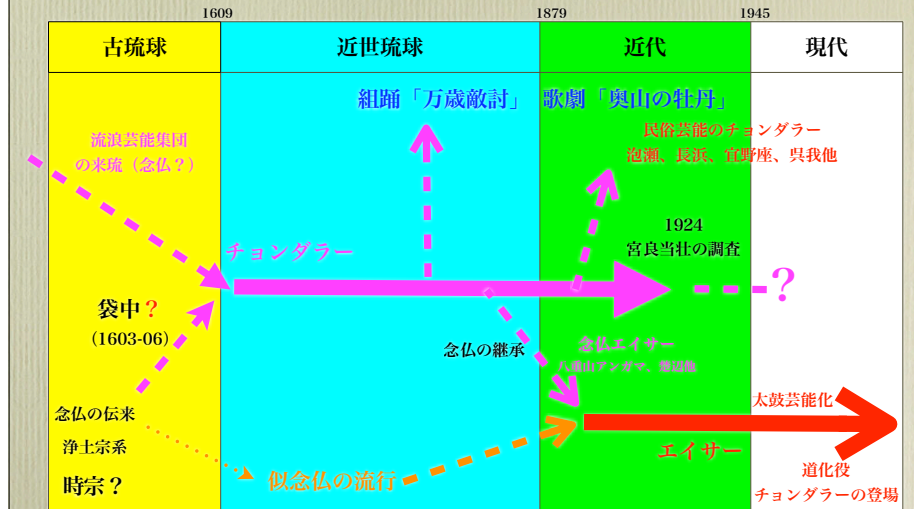 1609
1879
1945
古琉球
近世琉球
近代
現代
組踊「万歳敵討」
歌劇「奥山の牡丹」
流浪芸能集団
の来琉（念仏？）
民俗芸能のチョンダラー
泡瀬、長浜、宜野座、呉我他
チョンダラー
1924
宮良当壮の調査
？
袋中？
（1603-06）
念仏の継承
念仏エイサー
念仏の伝来
浄土宗系
時宗？
似念仏の流行
太鼓芸能化
エイサー
道化役
チョンダラーの登場